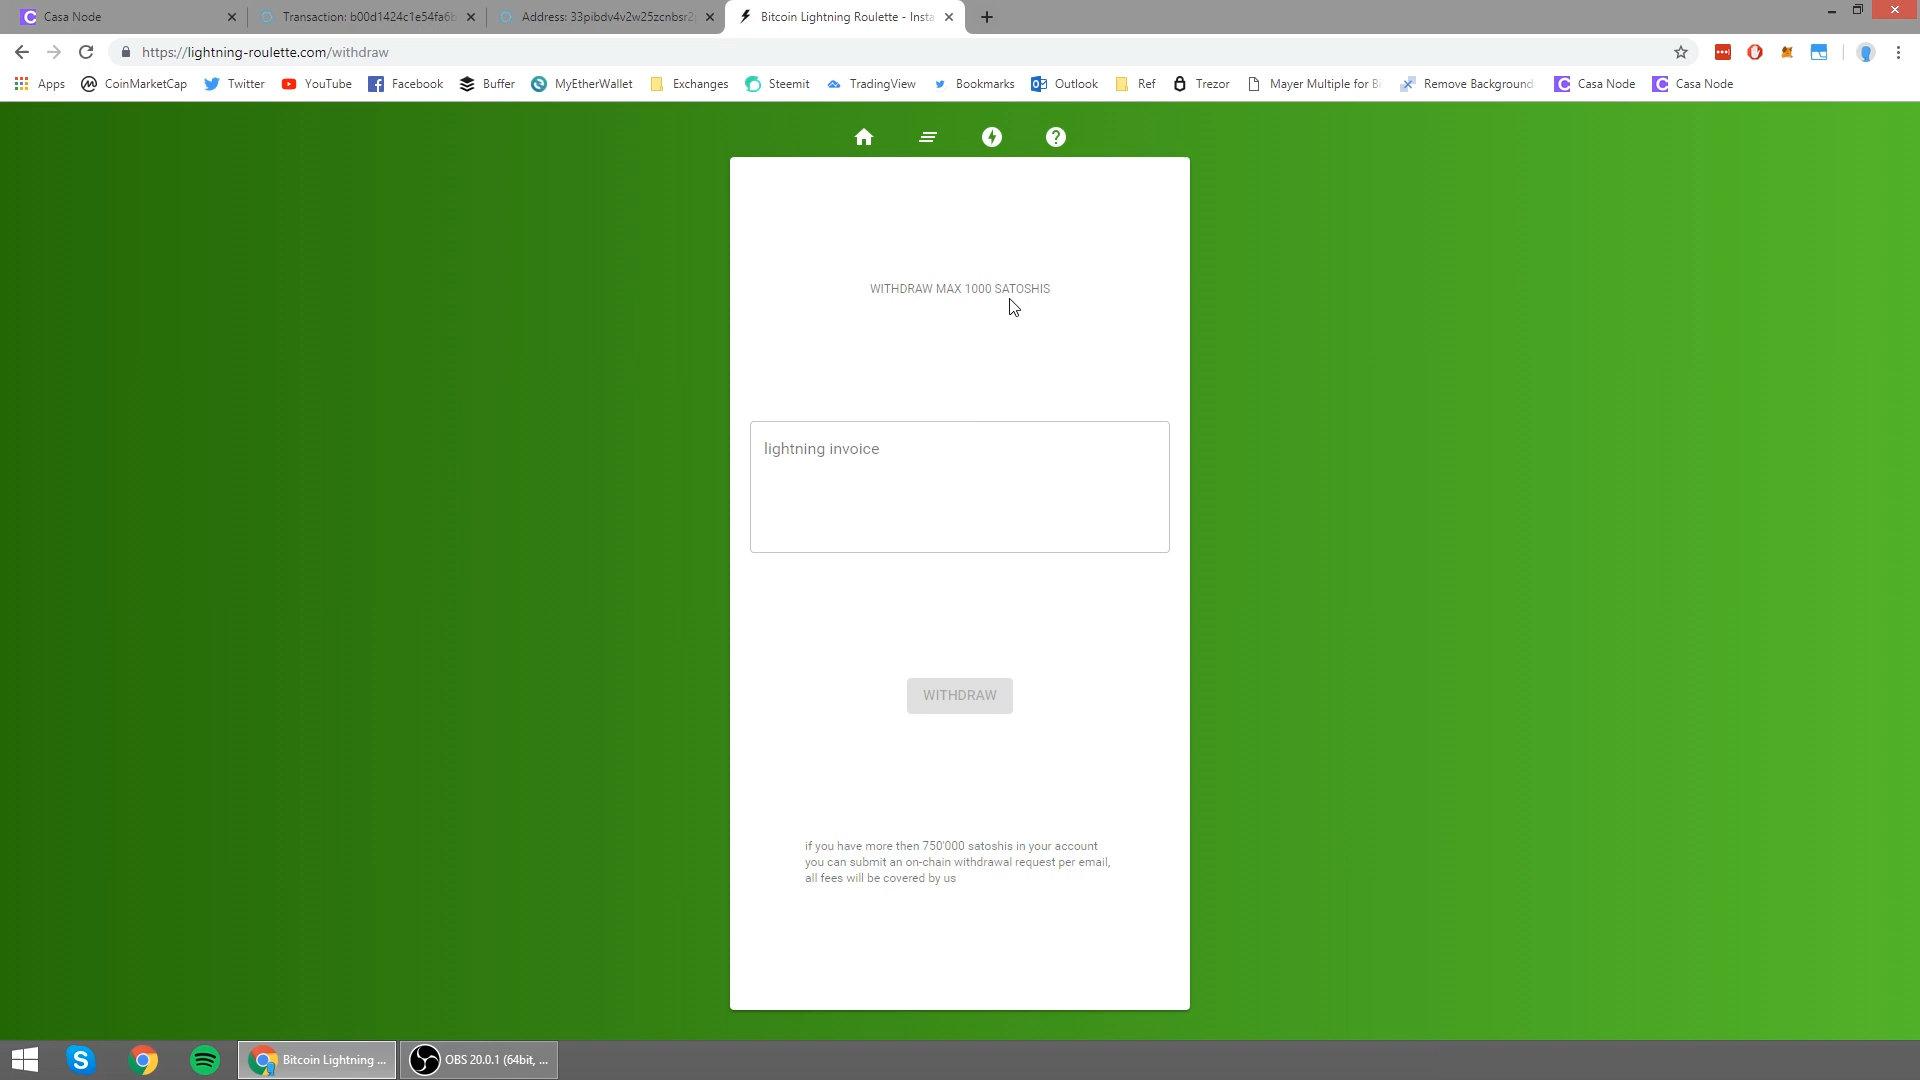 Casa Node
Transaction: b00d1424c1e54fa6b
Address: 33pibdv4v2w25zcnbsr2
Bitcoin Lightning Roulette - Insta
https://lightning-roulette.com/withdraw
Apps
CoinMarketCap
Twitter
YouTube
Facebook
Buffer
MyEtherWallet
Exchanges
Steemit
TradingView
Bookmarks
Outlook
Ref
Trezor
Mayer Multiple for Bi
Remove Background
Casa Node
Casa Node
WITHDRAW MAX 1000 SATOSHIS
lightning invoice
WITHDRAW
if you have more then 750'000 satoshis in your account
you can submit an on-chain withdrawal request per email,
all fees will be covered by us
Bitcoin Lightning ...
OBS 20.0.1 (64bit, ...